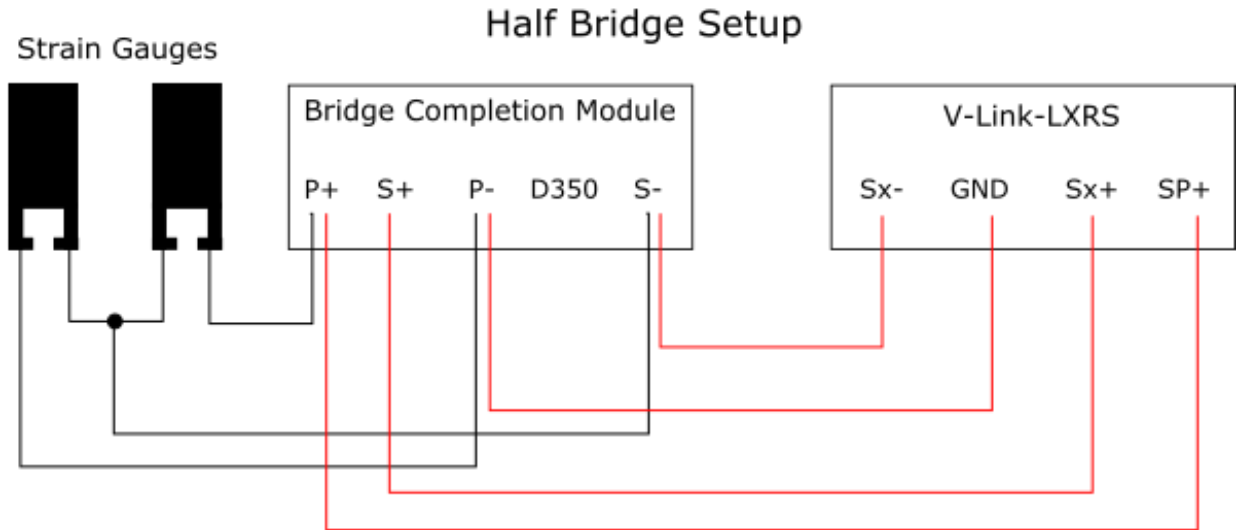 Half Bridge Setup
Strain Gauges
Bridge Completion Module
P+ S+ P- D350 S-
V-Link-LXRS
Sx- GND Sx+ SP+